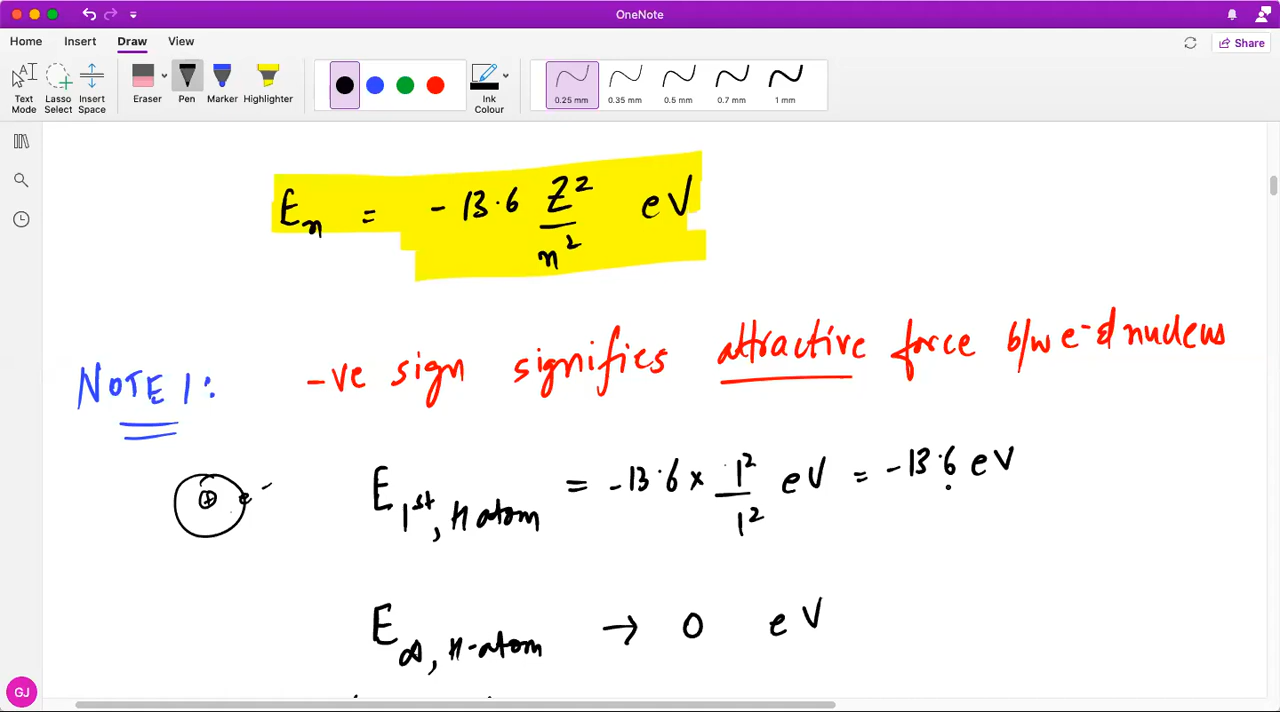 OneNote
Home Insert Draw View
Share
Text Mode
Lasso Select
Insert Space
Eraser
Pen
Marker
Highlighter
Ink Colour
0.25 mm 0.35 mm 0.5 mm 0.7 mm 1 mm
En = - 13.6 Z²/n² eV
NOTE 1: -ve sign signifies attractive force b/w e- & nucleus
⊕ e-
E1st, H atom = -13.6 x 1²/1² eV = -13.6 eV
E∞, H-atom → 0 eV
GJ